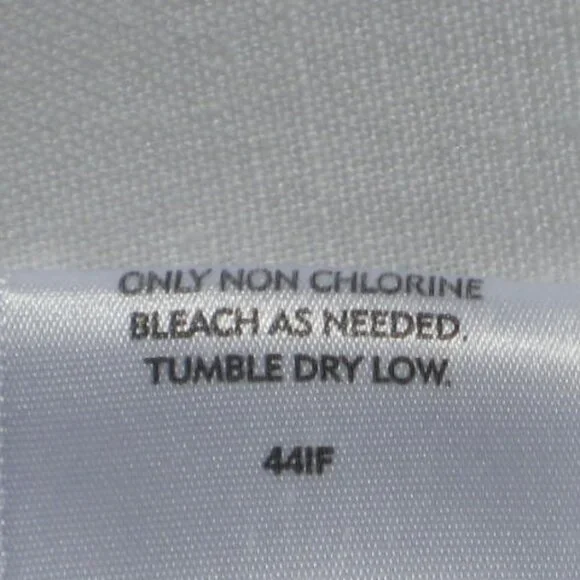 ONLY NON CHLORINE
BLEACH AS NEEDED.
TUMBLE DRY LOW.
44IF